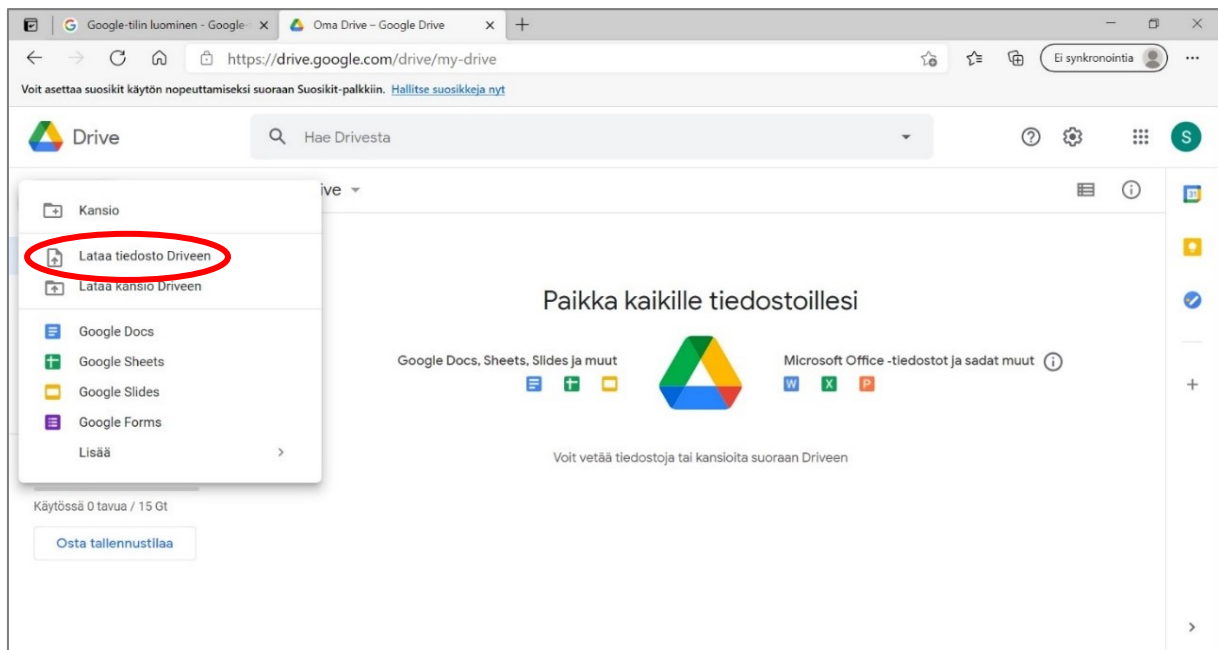 Google-tilin luominen - Google-
Oma Drive – Google Drive
https://drive.google.com/drive/my-drive
Ei synkronointia
Voit asettaa suosikit käytön nopeuttamiseksi suoraan Suosikit-palkkiin. Hallitse suosikkeja nyt
Drive
Hae Drivesta
S
ive
31
Kansio
Lataa tiedosto Driveen
Lataa kansio Driveen
Google Docs
Google Sheets
Google Slides
Google Forms
Lisää
Paikka kaikille tiedostoillesi
Google Docs, Sheets, Slides ja muut
Microsoft Office -tiedostot ja sadat muut
W X P
Voit vetää tiedostoja tai kansioita suoraan Driveen
Käytössä 0 tavua / 15 Gt
Osta tallennustilaa